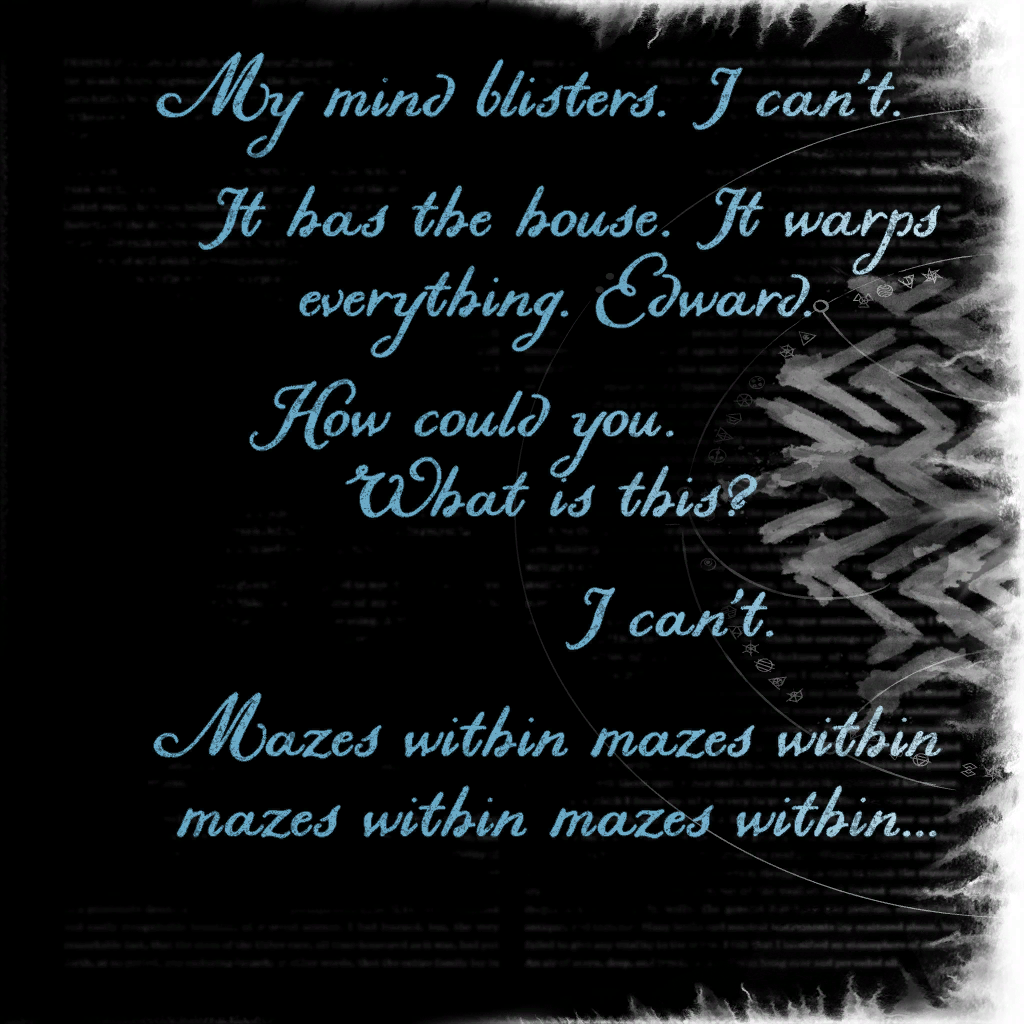 My mind blisters. I can't.
It has the house. It warps
everything. Edward.
How could you.
What is this?
I can't.
Mazes within mazes within
mazes within mazes within...